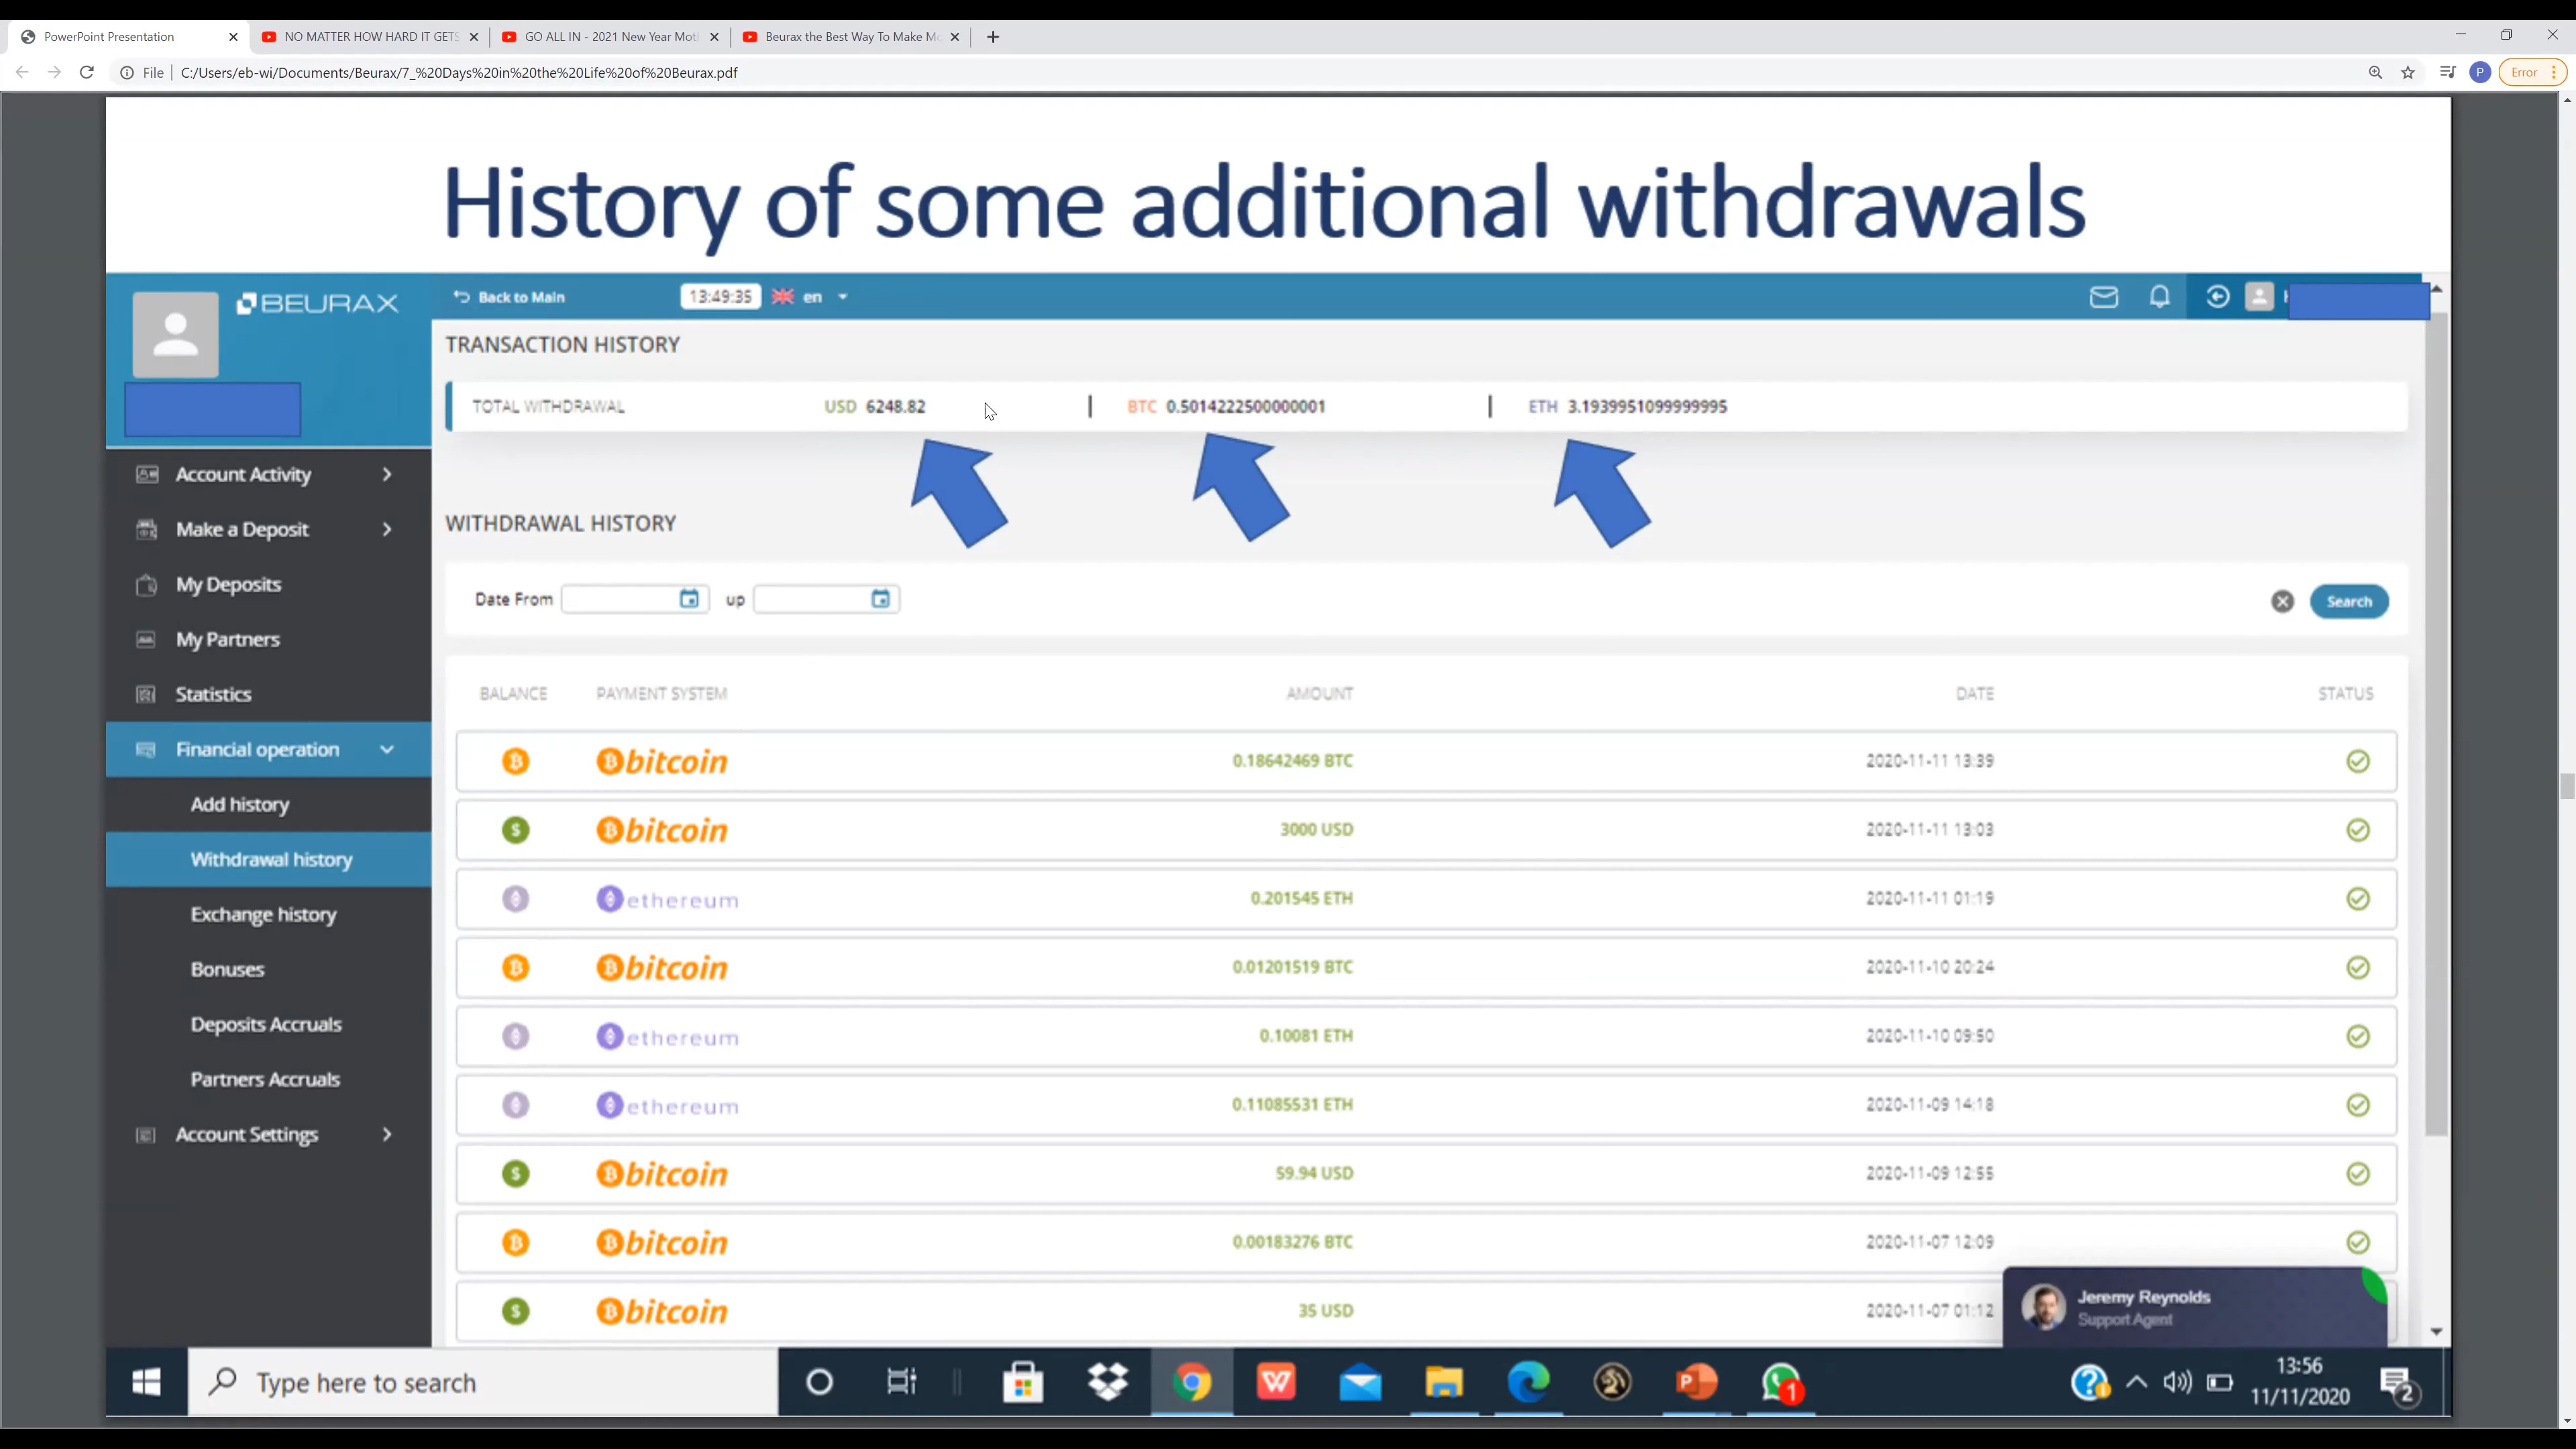 PowerPoint Presentation
NO MATTER HOW HARD IT GETS
GO ALL IN - 2021 New Year Moti
Beurax the Best Way To Make Mo
File C:/Users/eb-wi/Documents/Beurax/7_%20Days%20in%20the%20Life%20of%20Beurax.pdf
P
Error
History of some additional withdrawals
BEURAX
Back to Main
13:49:35
en
TRANSACTION HISTORY
TOTAL WITHDRAWAL USD 6248.82 | BTC 0.5014222500000001 | ETH 3.1939951099999995
Account Activity
Make a Deposit
My Deposits
My Partners
Statistics
Financial operation
Add history
Withdrawal history
Exchange history
Bonuses
Deposits Accruals
Partners Accruals
Account Settings
WITHDRAWAL HISTORY
Date From up Search
BALANCE PAYMENT SYSTEM AMOUNT DATE STATUS
bitcoin 0.18642469 BTC 2020-11-11 13:39
bitcoin 3000 USD 2020-11-11 13:03
ethereum 0.201545 ETH 2020-11-11 01:19
bitcoin 0.01201519 BTC 2020-11-10 20:24
ethereum 0.10081 ETH 2020-11-10 09:50
ethereum 0.11085531 ETH 2020-11-09 14:18
bitcoin 59.94 USD 2020-11-09 12:55
bitcoin 0.00183276 BTC 2020-11-07 12:09
bitcoin 35 USD 2020-11-07 01:12
Jeremy Reynolds
Support Agent
Type here to search
1
13:56
11/11/2020
2